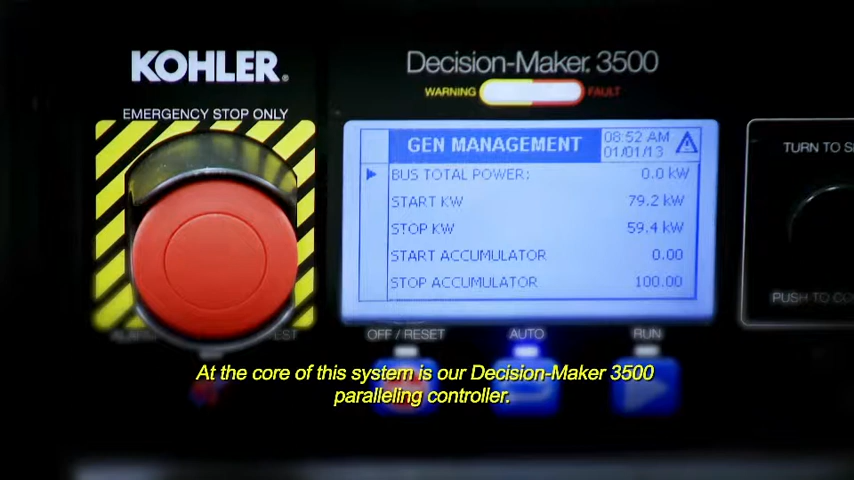 KOHLER®
EMERGENCY STOP ONLY
Decision-Maker® 3500
WARNING FAULT
GEN MANAGEMENT
08:52 AM
01/01/13
BUS TOTAL POWER: 0.0 kW
START KW 79.2 kW
STOP KW 59.4 kW
START ACCUMULATOR 0.00
STOP ACCUMULATOR 100.00
TURN TO
PUSH TO
OFF / RESET AUTO RUN
At the core of this system is our Decision-Maker 3500
paralleling controller.